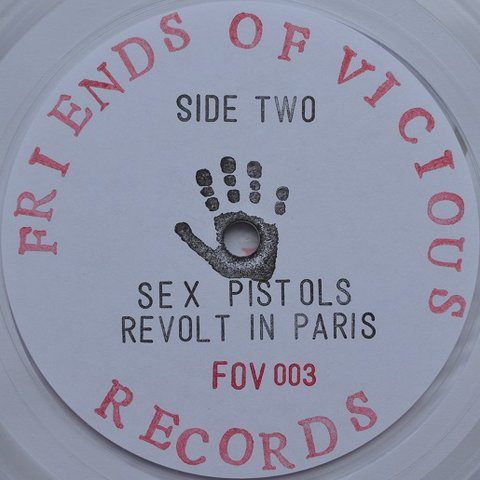 FRIENDS OF VICIOUS
SIDE TWO
SEX PISTOLS
REVOLT IN PARIS
FOV 003
RECORDS